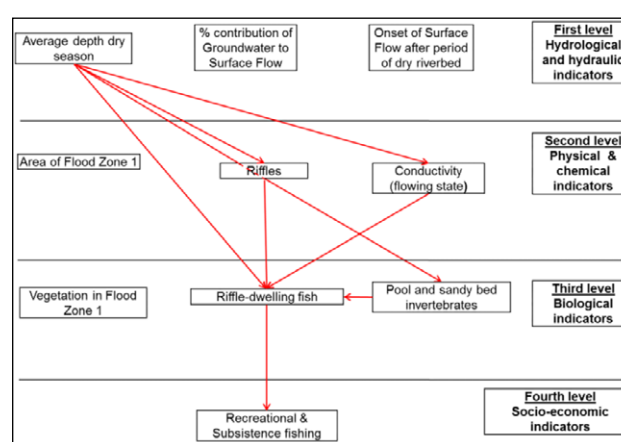 Average depth dry
season
% contribution of
Groundwater to
Surface Flow
Onset of Surface
Flow after period
of dry riverbed
First level
Hydrological
and hydraulic
indicators
Area of Flood Zone 1
Riffles
Conductivity
(flowing state)
Second level
Physical &
chemical
indicators
Vegetation in Flood
Zone 1
Riffle-dwelling fish
Pool and sandy bed
invertebrates
Third level
Biological
indicators
Recreational &
Subsistence fishing
Fourth level
Socio-economic
indicators